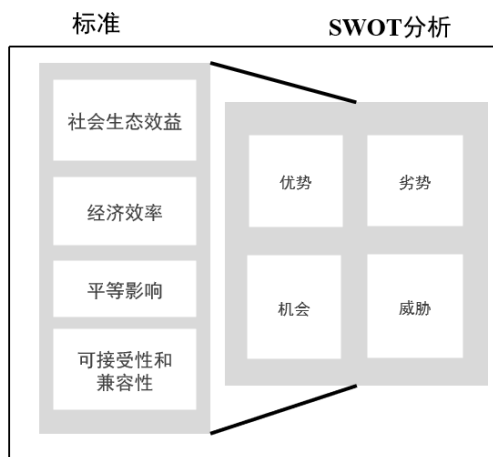 标准
SWOT分析
社会生态效益
经济效率
平等影响
可接受性和
兼容性
优势
劣势
机会
威胁